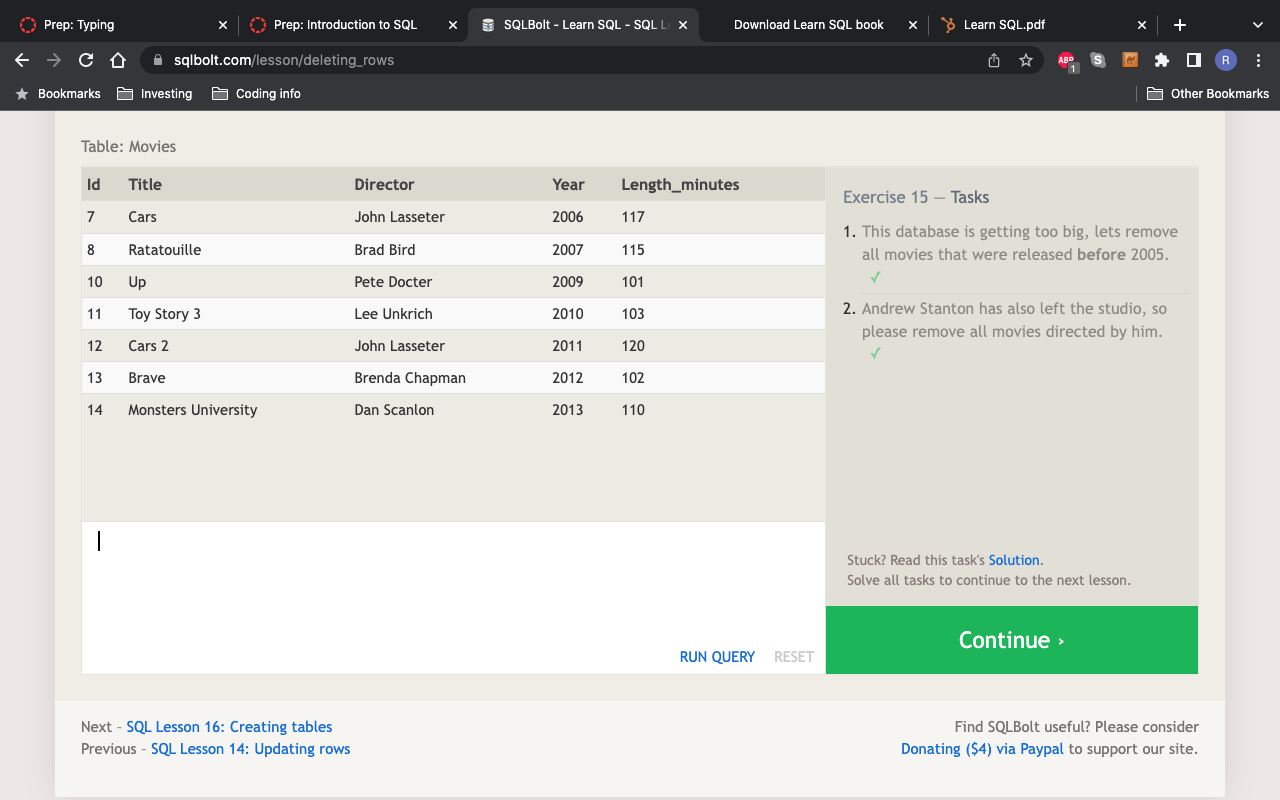 Prep: Typing
Prep: Introduction to SQL
SQLBolt - Learn SQL - SQL Le
Download Learn SQL book
Learn SQL.pdf
sqlbolt.com/lesson/deleting_rows
ABP
1
S
R
Bookmarks
Investing
Coding info
Other Bookmarks
Table: Movies
Id Title Director Year Length_minutes
7 Cars John Lasseter 2006 117
8 Ratatouille Brad Bird 2007 115
10 Up Pete Docter 2009 101
11 Toy Story 3 Lee Unkrich 2010 103
12 Cars 2 John Lasseter 2011 120
13 Brave Brenda Chapman 2012 102
14 Monsters University Dan Scanlon 2013 110
RUN QUERY RESET
Exercise 15 — Tasks
1. This database is getting too big, lets remove
all movies that were released before 2005.
✓
2. Andrew Stanton has also left the studio, so
please remove all movies directed by him.
✓
Stuck? Read this task's Solution.
Solve all tasks to continue to the next lesson.
Continue ›
Next – SQL Lesson 16: Creating tables
Previous – SQL Lesson 14: Updating rows
Find SQLBolt useful? Please consider
Donating ($4) via Paypal to support our site.